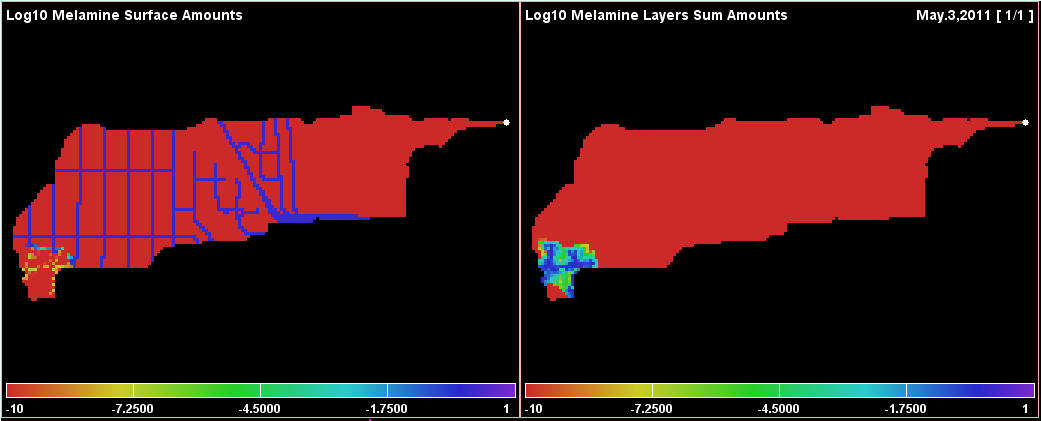 Log10 Melamine Surface Amounts
Log10 Melamine Layers Sum Amounts May.3,2011 [ 1/1 ]
-10 -7.2500 -4.5000 -1.7500 1
-10 -7.2500 -4.5000 -1.7500 1